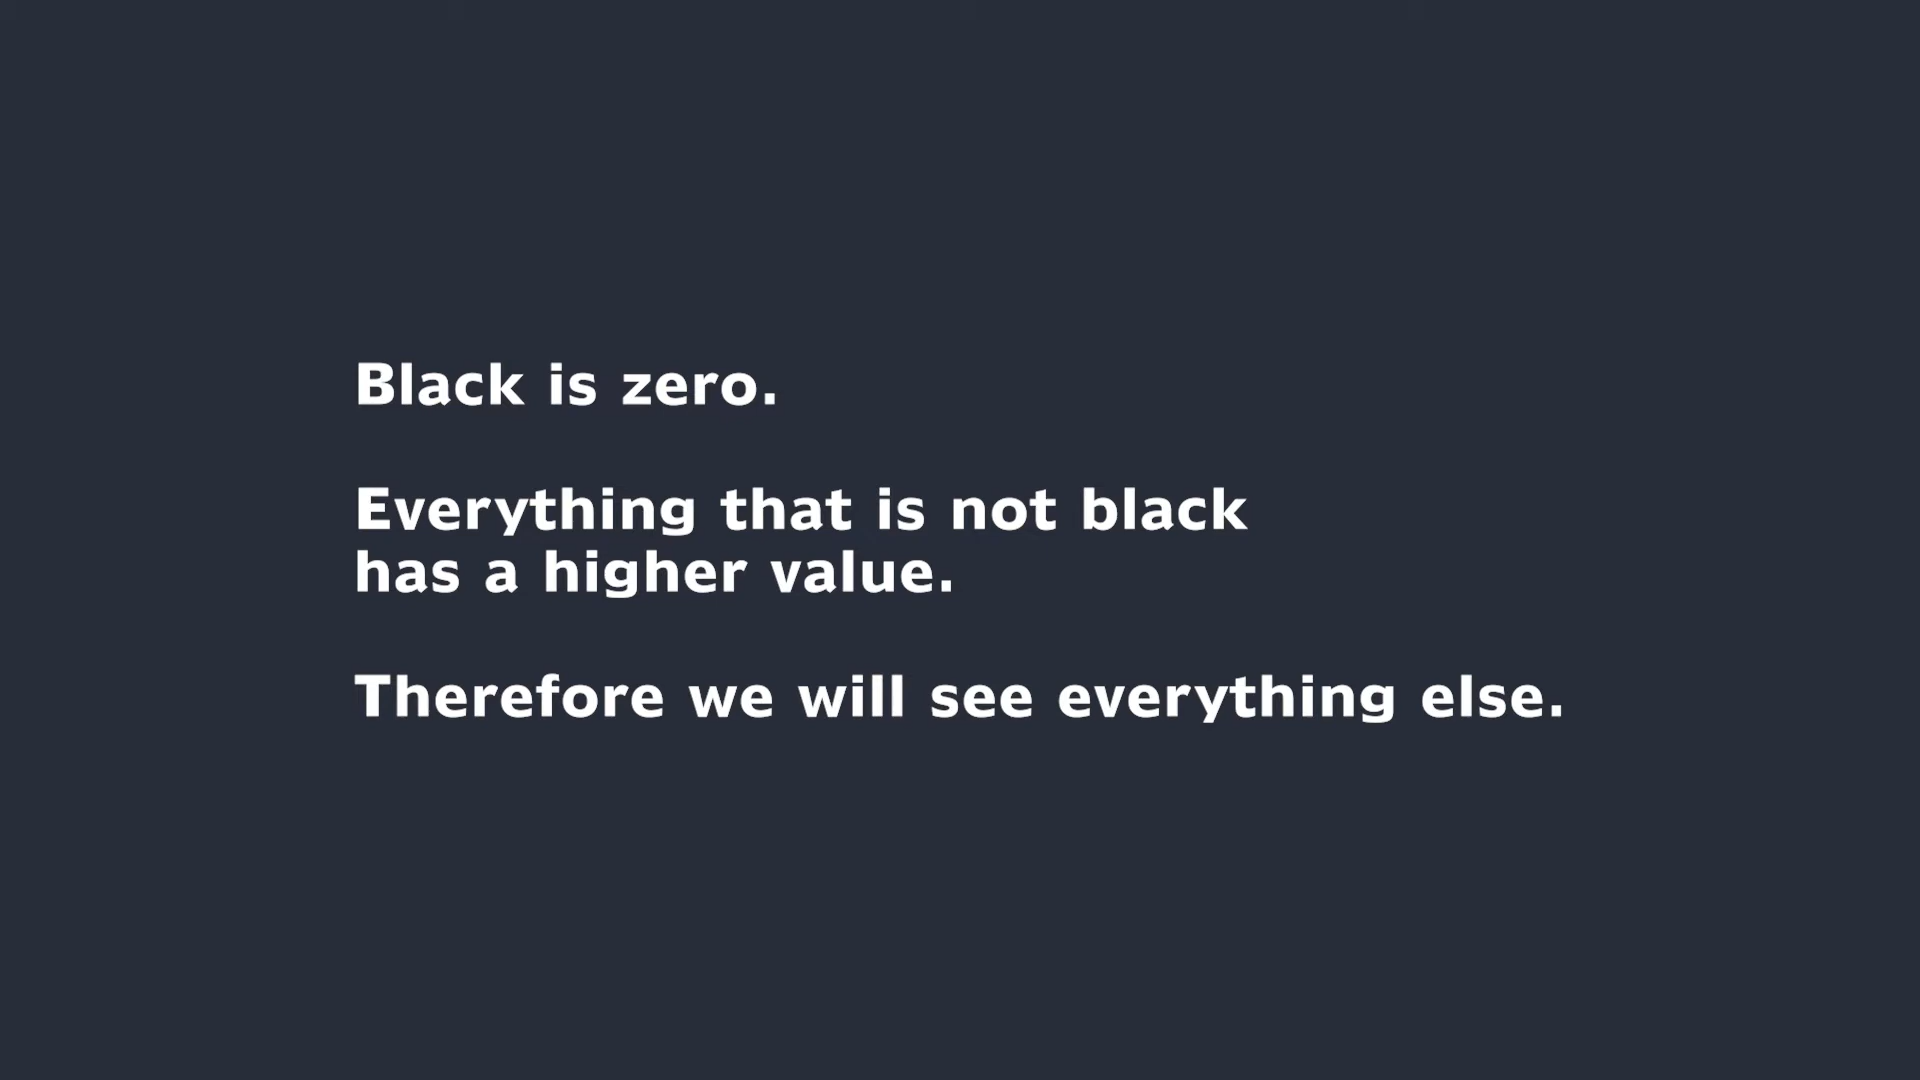 Black is zero.
Everything that is not black
has a higher value.
Therefore we will see everything else.